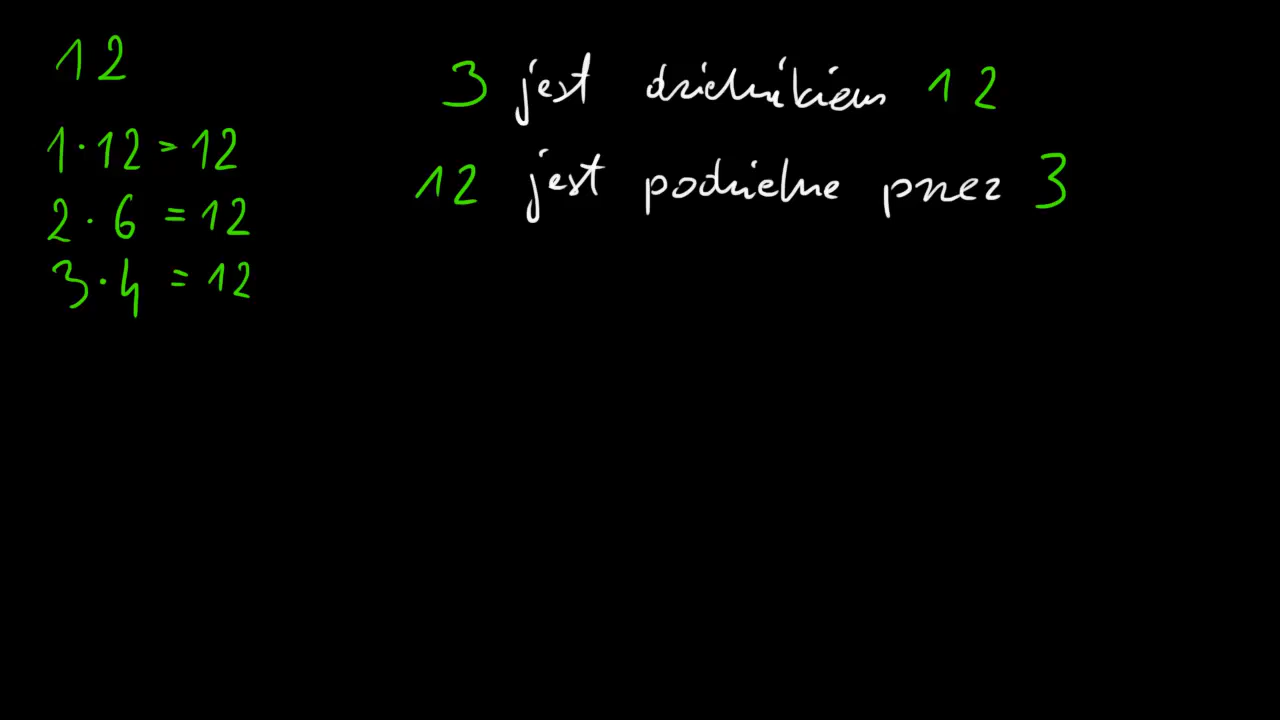 12
1·12=12
2·6=12
3·4=12
3 jest dzielnikiem 12
12 jest podzielne przez 3